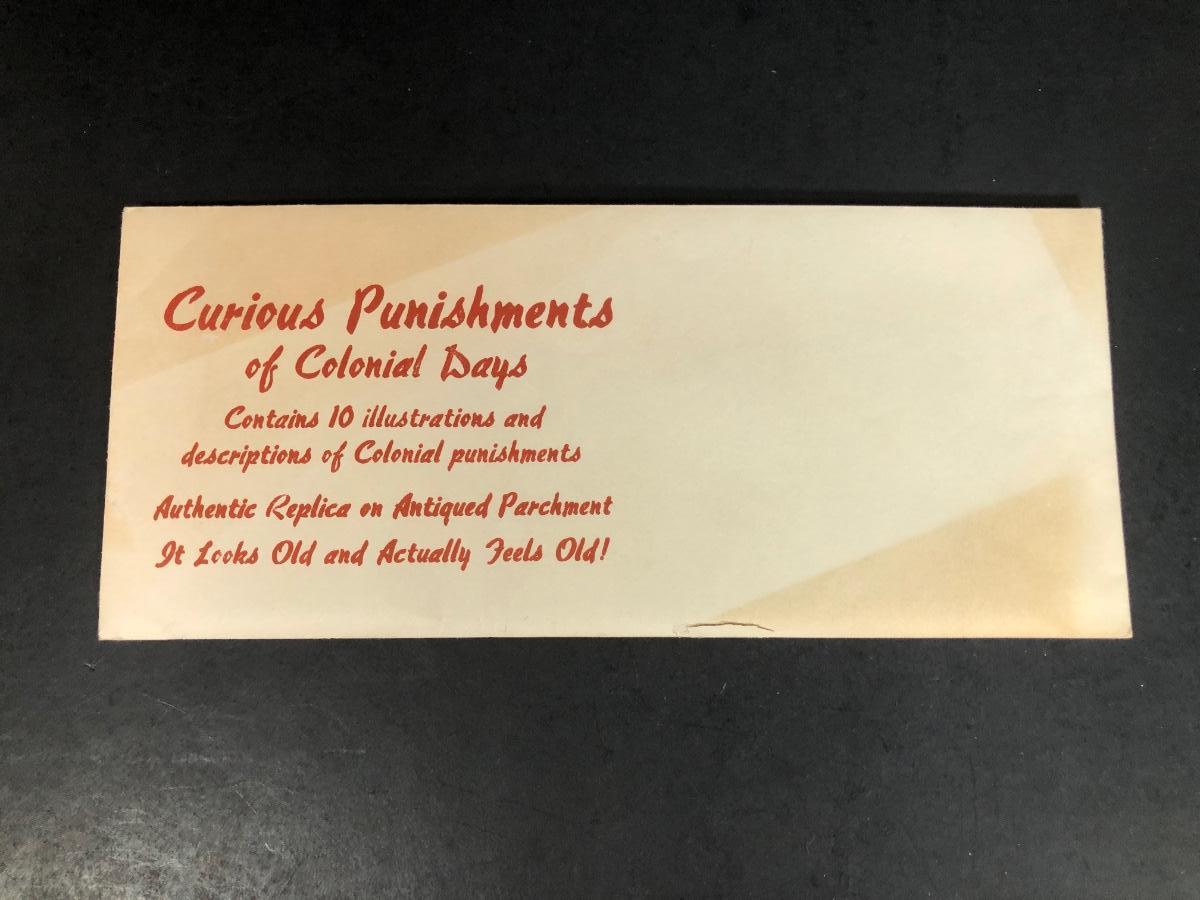 Curious Punishments
of Colonial Days
Contains 10 illustrations and
descriptions of Colonial punishments
Authentic Replica on Antiqued Parchment
It Looks Old and Actually Feels Old!